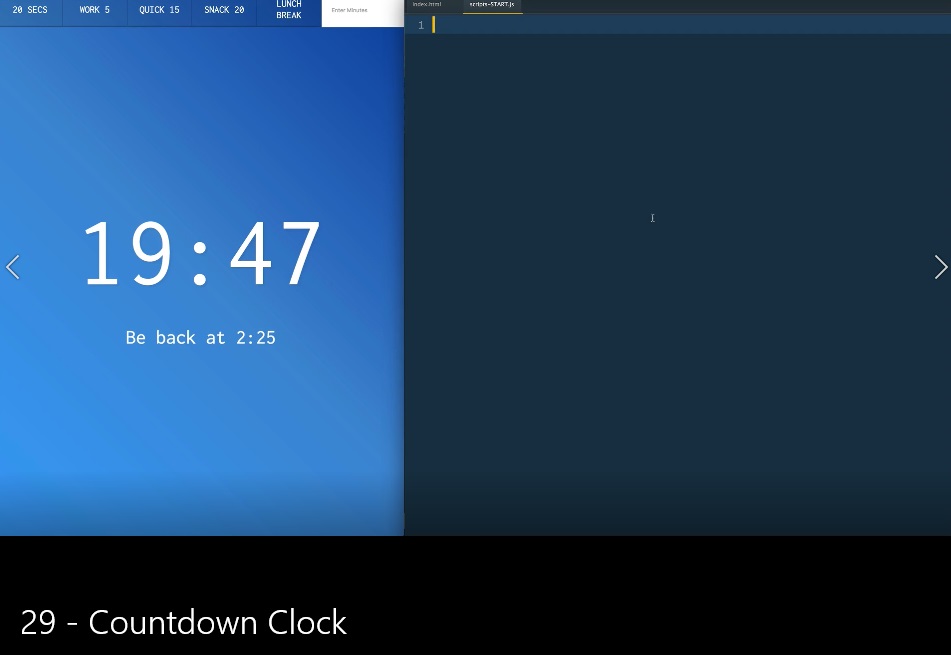 20 SECS
WORK 5
QUICK 15
SNACK 20
LUNCH
BREAK
Enter Minutes
index.html
scripts-START.js
1
19:47
Be back at 2:25
29 - Countdown Clock